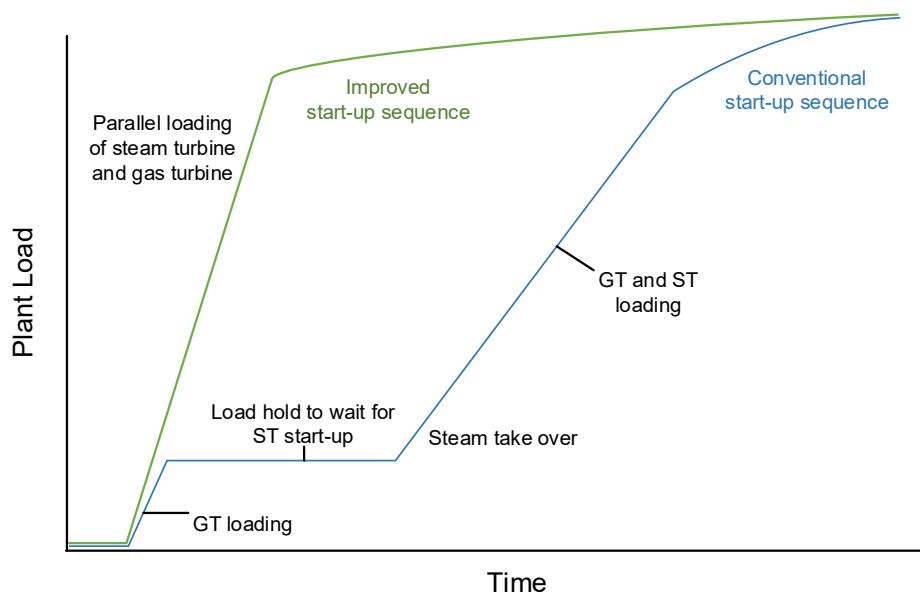 Improved
start-up sequence
Conventional
start-up sequence
Parallel loading
of steam turbine
and gas turbine
Plant Load
GT and ST
loading
Load hold to wait for
ST start-up
Steam take over
GT loading
Time